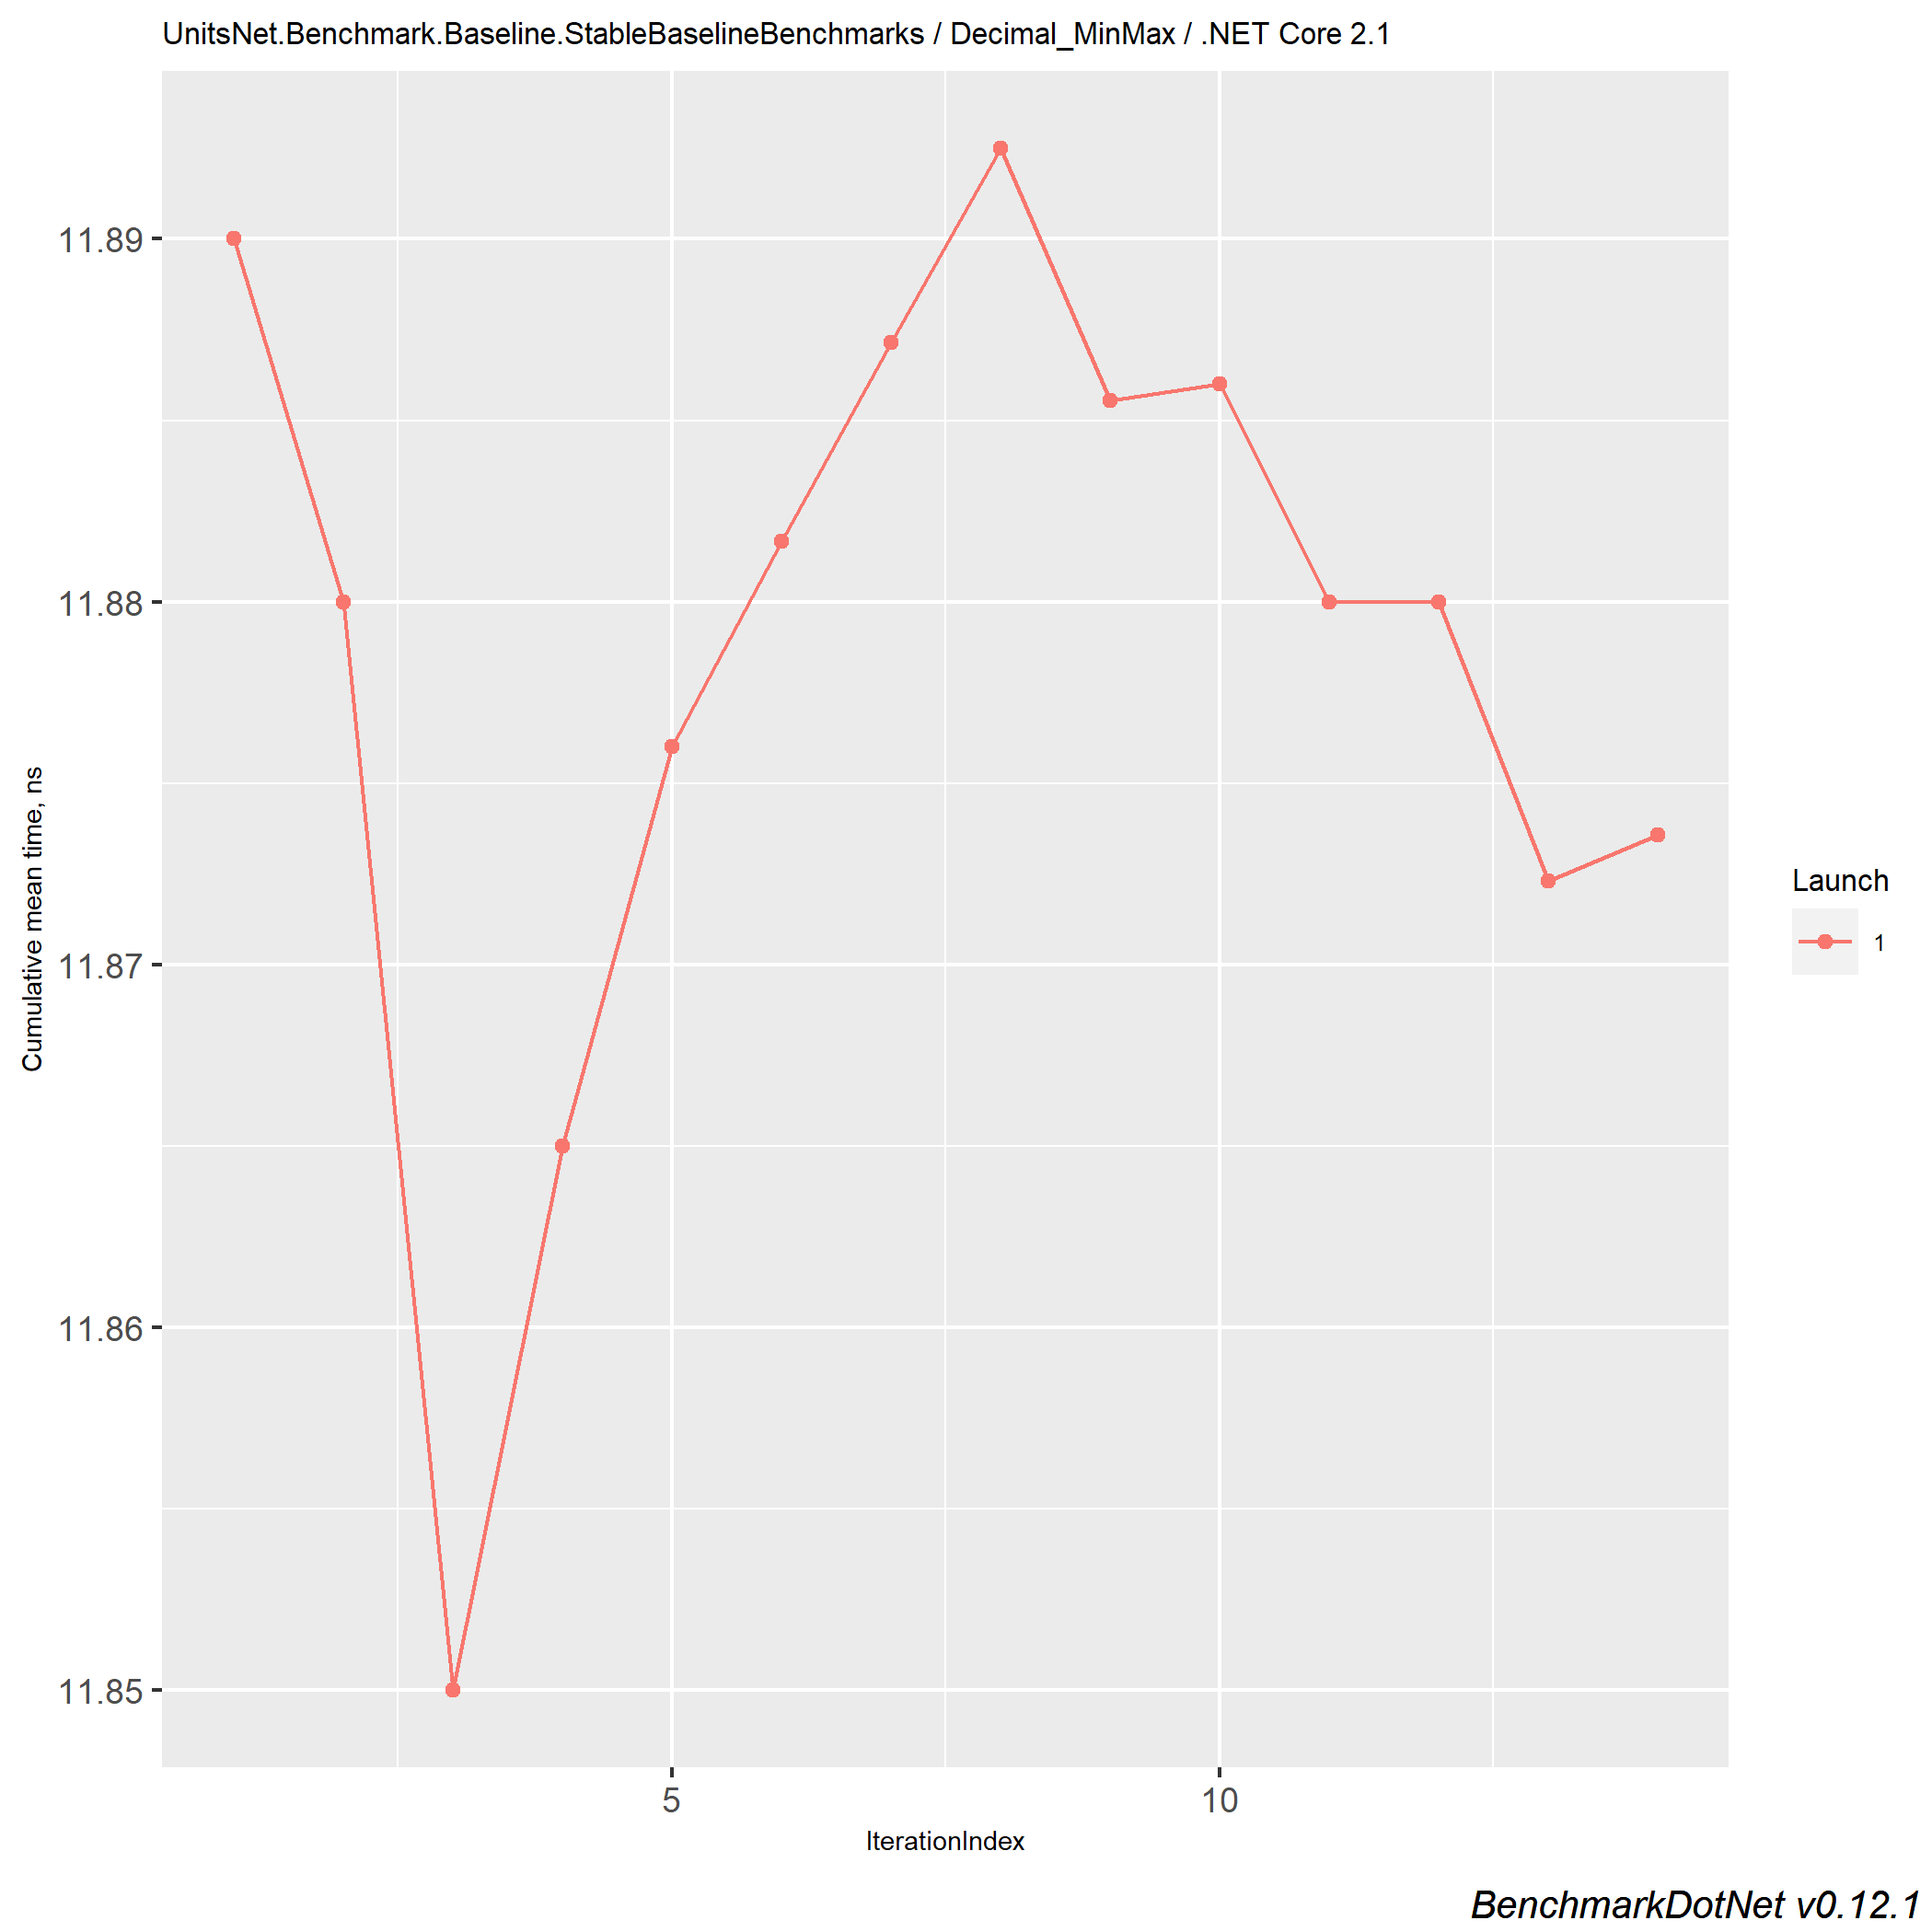 UnitsNet.Benchmark.Baseline.StableBaselineBenchmarks / Decimal_MinMax / .NET Core 2.1
Cumulative mean time, ns
11.89
11.88
11.87
11.86
11.85
5
10
IterationIndex
Launch
1
BenchmarkDotNet v0.12.1